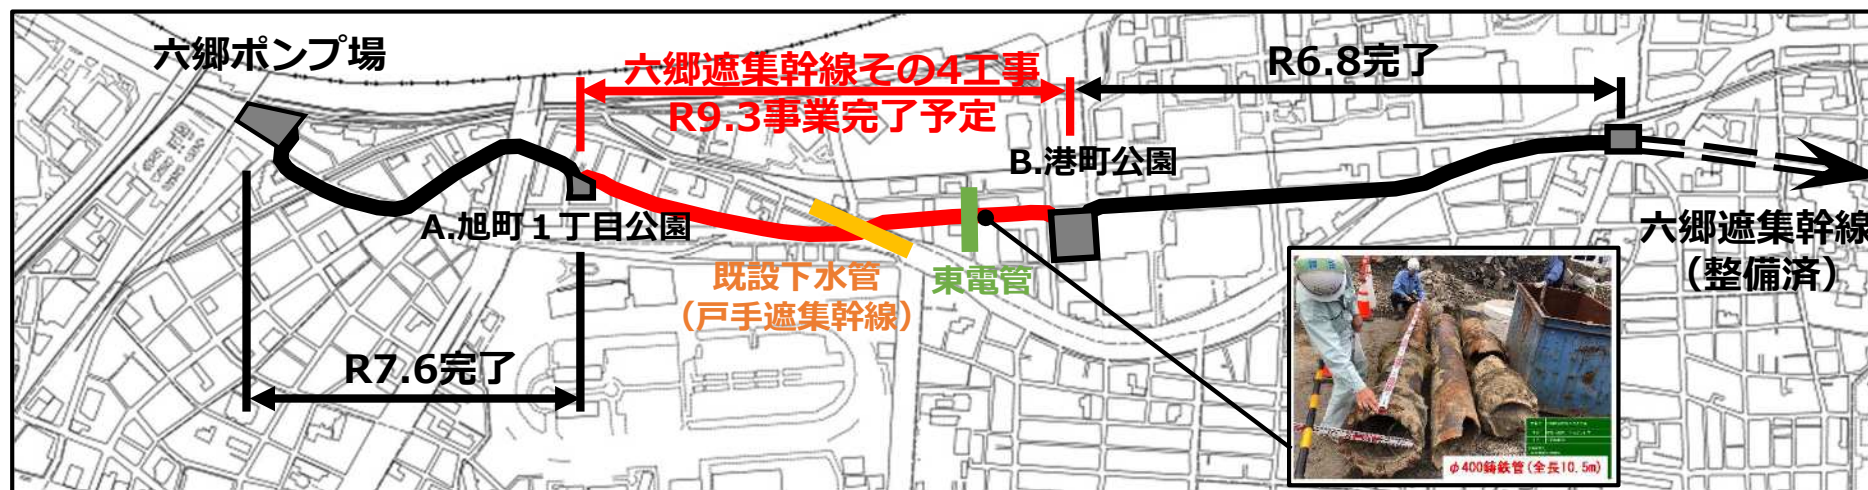 六郷ポンプ場
六郷遮集幹線その4工事
R9.3事業完了予定
R6.8完了
B.港町公園
A.旭町１丁目公園
既設下水管
（戸手遮集幹線）
東電管
六郷遮集幹線
（整備済）
R7.6完了
φ400鋳鉄管(全長10.5m)